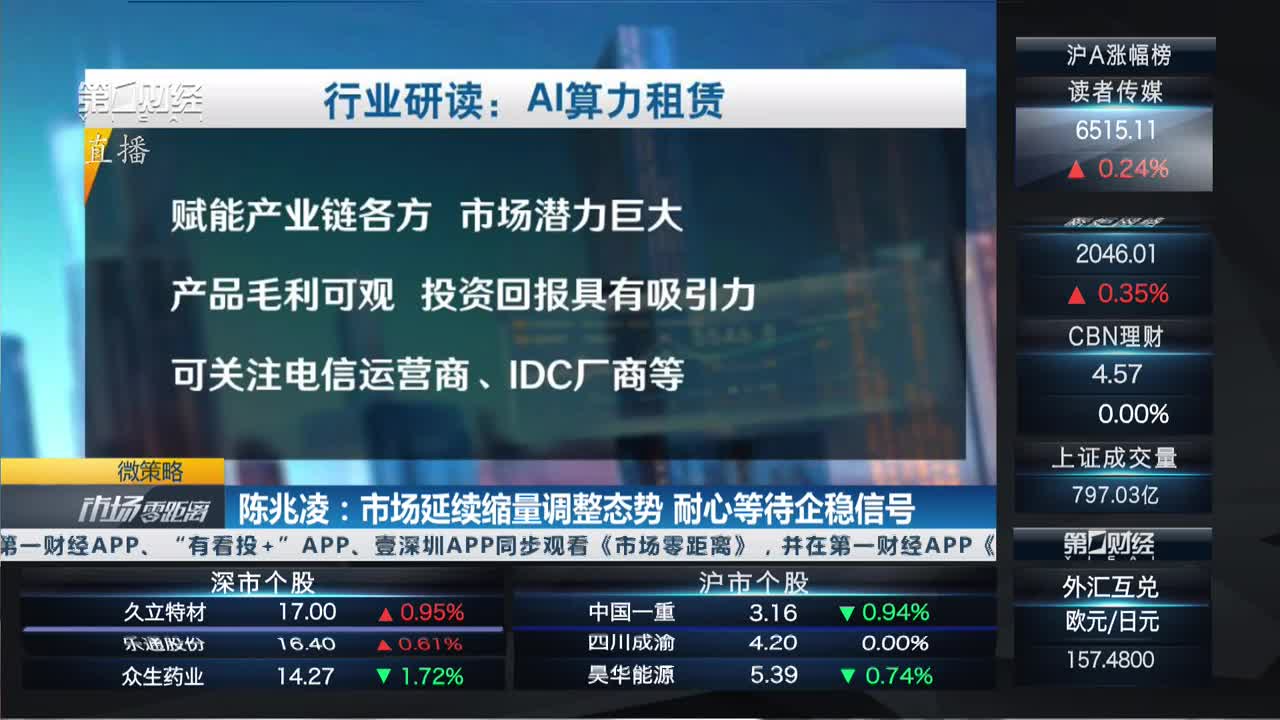 第一财经
YICAI
直播
行业研读：AI算力租赁
赋能产业链各方 市场潜力巨大
产品毛利可观 投资回报具有吸引力
可关注电信运营商、IDC厂商等
微策略
市场零距离
陈兆凌：市场延续缩量调整态势 耐心等待企稳信号
第一财经APP、“有看投+”APP、壹深圳APP同步观看《市场零距离》，并在第一财经APP《
深市个股
久立特材 17.00 ▲ 0.95%
乐通股份 16.40 ▲ 0.61%
众生药业 14.27 ▼ 1.72%
沪市个股
中国一重 3.16 ▼ 0.94%
四川成渝 4.20 0.00%
昊华能源 5.39 ▼ 0.74%
沪A涨幅榜
读者传媒
6515.11
▲ 0.24%
2046.01
▲ 0.35%
CBN理财
4.57
0.00%
上证成交量
797.03亿
第一财经
YICAI
外汇互兑
欧元/日元
157.4800